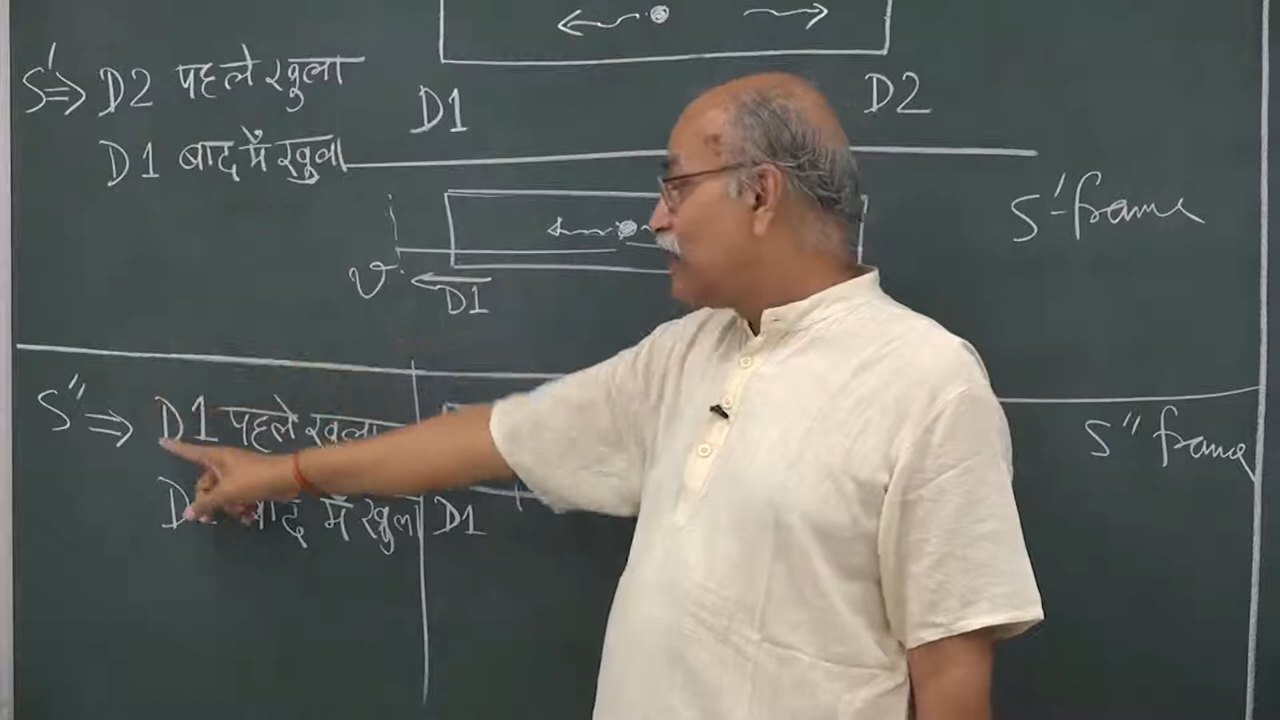 S' ⇒ D2 पहले खुला
D1 बाद में खुला
D1
D2
S'-frame
v
D1
S'' ⇒ D1 पहले खुला
बाद में खुला
D1
S'' frame